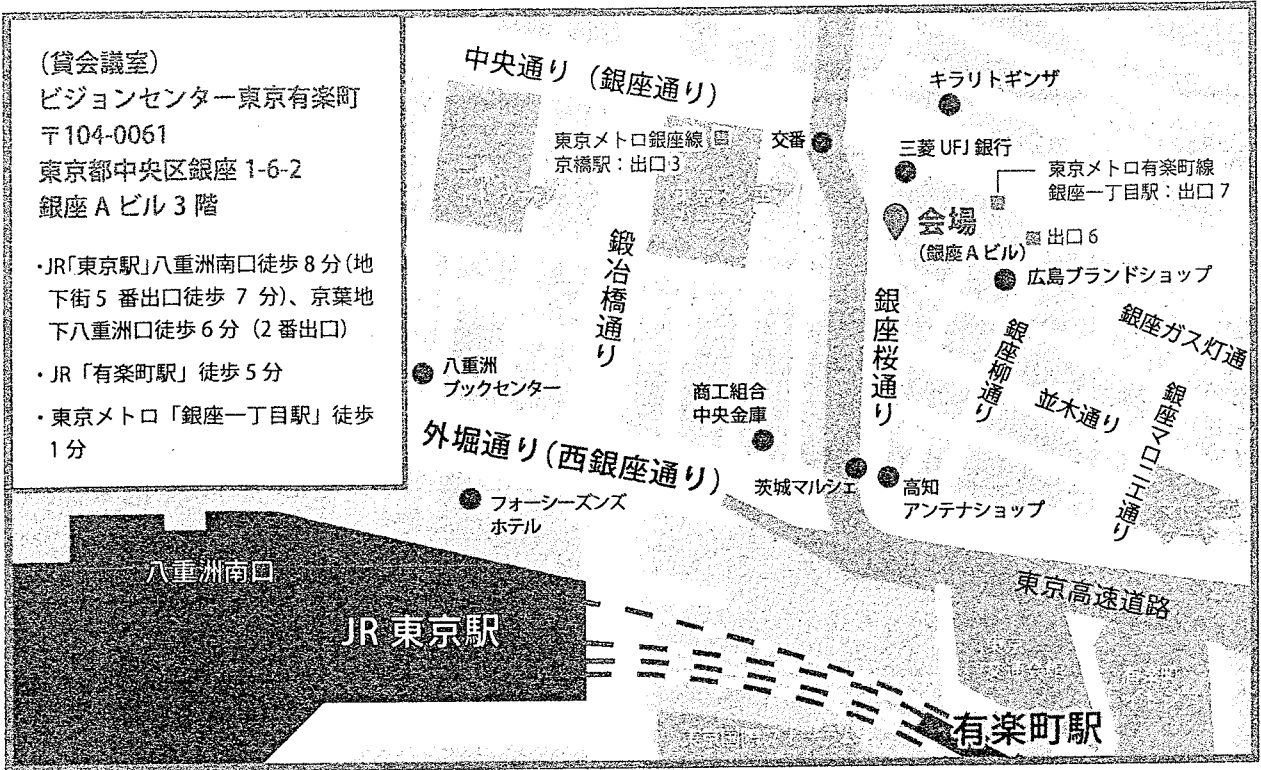 (貸会議室)
ビジョンセンター東京有楽町
〒104-0061
東京都中央区銀座 1-6-2
銀座 A ビル 3 階
・JR「東京駅」八重洲南口徒歩 8 分(地
下街 5 番出口徒歩 7 分)、京葉地
下八重洲口徒歩 6 分 (2 番出口)
・JR「有楽町駅」徒歩 5 分
・東京メトロ「銀座一丁目駅」徒歩
1 分
中央通り (銀座通り)
東京メトロ銀座線
京橋駅:出口 3
交番
キラリトギンザ
三菱 UFJ 銀行
東京メトロ有楽町線
銀座一丁目駅:出口 7
会場
(銀座 A ビル)
出口 6
広島ブランドショップ
鍛冶橋通り
銀座桜通り
銀座柳通り
銀座ガス灯通
並木通り
銀座マロニエ通り
八重洲
ブックセンター
商工組合
中央金庫
外堀通り(西銀座通り)
茨城マルシェ
高知
アンテナショップ
フォーシーズンズ
ホテル
八重洲南口
JR 東京駅
東京高速道路
有楽町駅